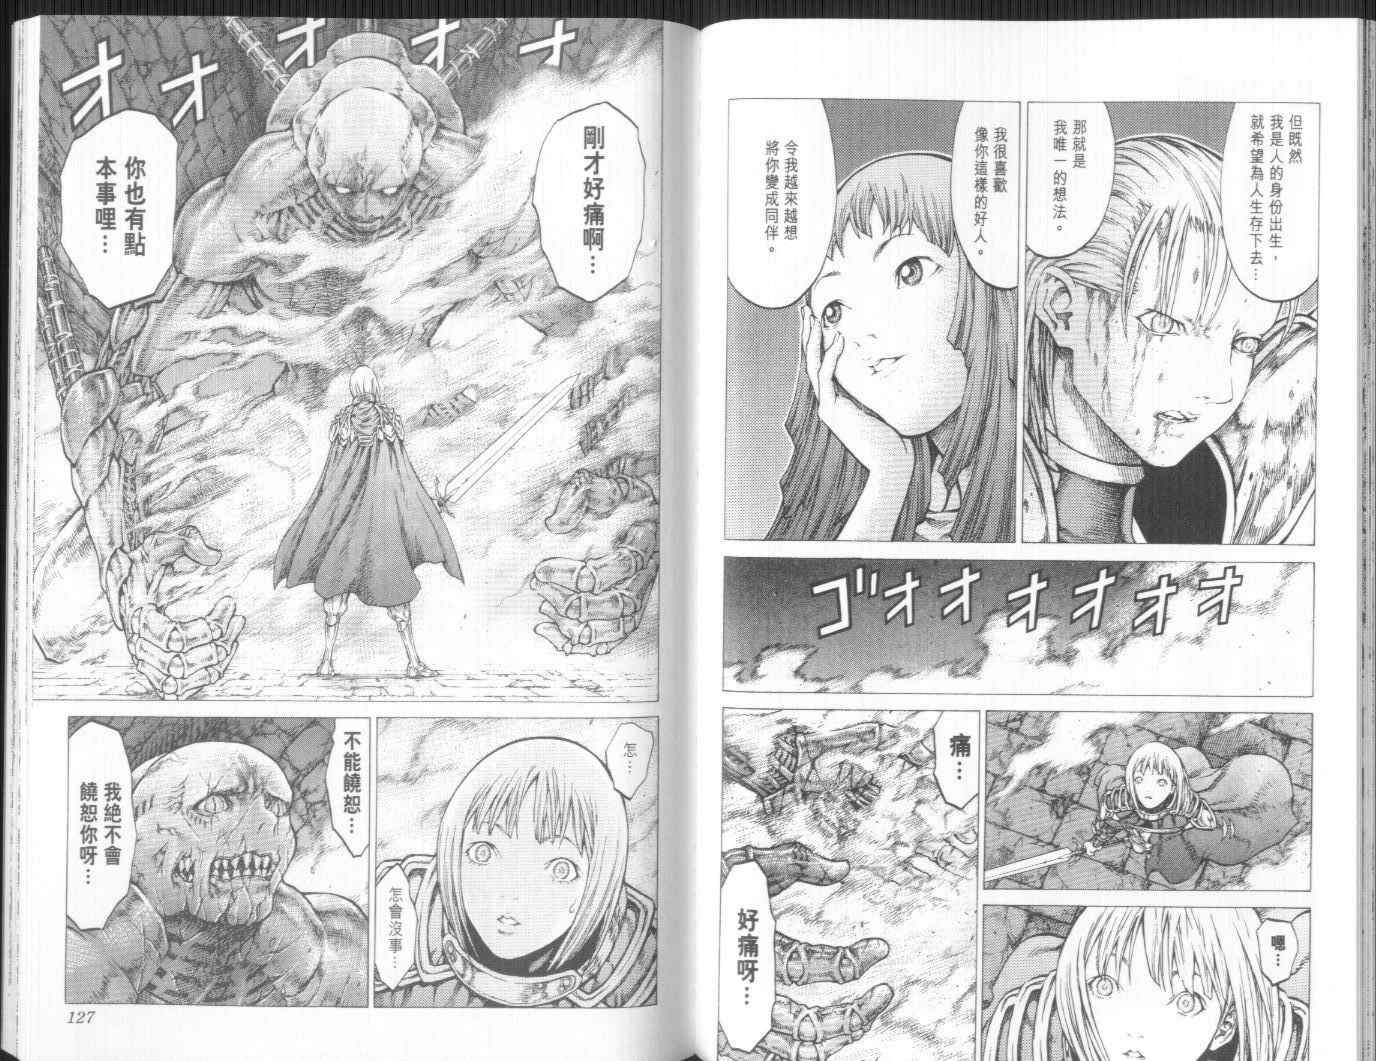 但既然
我是人的身份出生，
就希望為人生存下去…
那就是
我唯一的想法。
我很喜歡
像你這樣的好人。
令我越來越想
將你變成同伴。
ゴオオオオオオ
嗯…
痛…
好痛呀…
オオオオオ
剛才好痛啊…
你也有點
本事哩…
怎…
怎會沒事…
不能饒恕…
我絕不會
饒恕你呀…
127